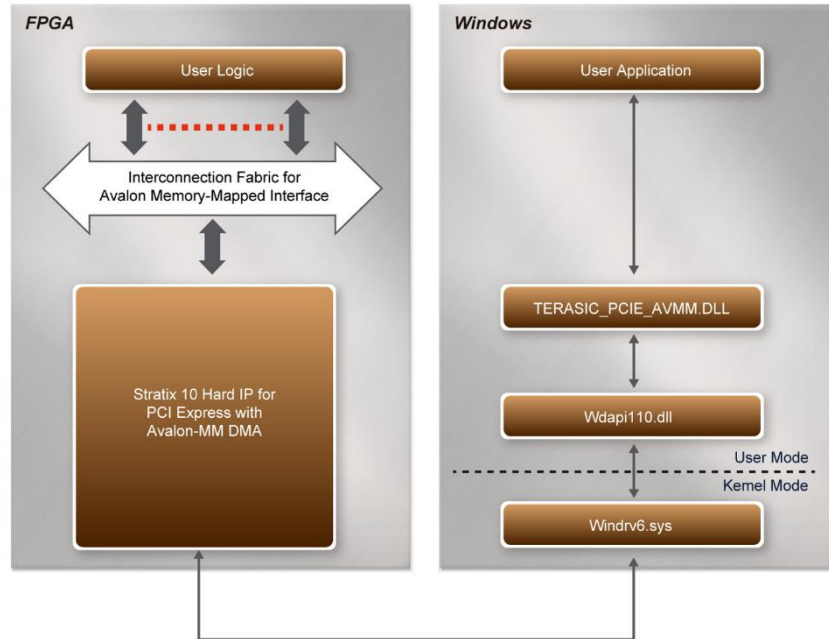 FPGA
User Logic
Interconnection Fabric for
Avalon Memory-Mapped Interface
Stratix 10 Hard IP for
PCI Express with
Avalon-MM DMA
Windows
User Application
TERASIC_PCIE_AVMM.DLL
Wdapi110.dll
User Mode
Kernel Mode
Windrv6.sys